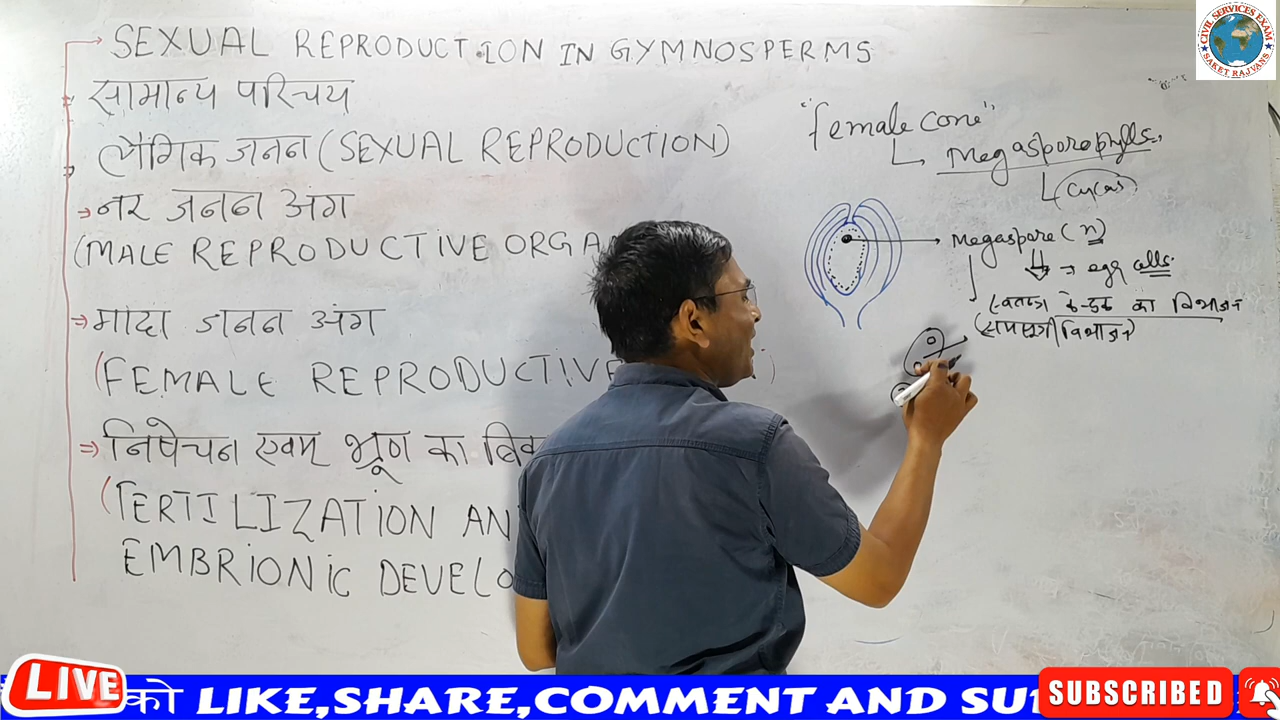 SEXUAL REPRODUCTION IN GYMNOSPERMS
सामान्य परिचय
लैंगिक जनन (SEXUAL REPRODUCTION)
नर जनन अंग
(MALE REPRODUCTIVE ORGA
मादा जनन अंग
(FEMALE REPRODUCTIVE
निषेचन एवम् भ्रूण का वि
(FERTILIZATION AN
EMBRIONIC DEVELO
"female cone"
Megasporophylls
Cycas
Megaspore (n)
→ egg cells
स्वतन्त्र केन्द्रक का विभाजन
(समसूत्री विभाजन)
CIVIL SERVICES EXAM
SAKET RAJVANS
LIVE
को LIKE,SHARE,COMMENT AND SU
SUBSCRIBED